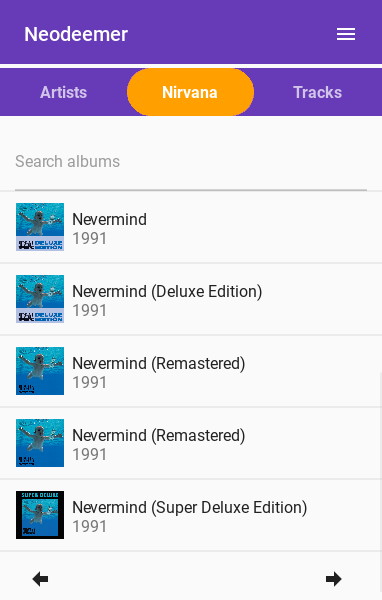 Neodeemer
Artists
Nirvana
Tracks
Search albums
Nevermind
1991
Nevermind (Deluxe Edition)
1991
Nevermind (Remastered)
1991
Nevermind (Remastered)
1991
SUPER DELUXE
Nevermind (Super Deluxe Edition)
1991